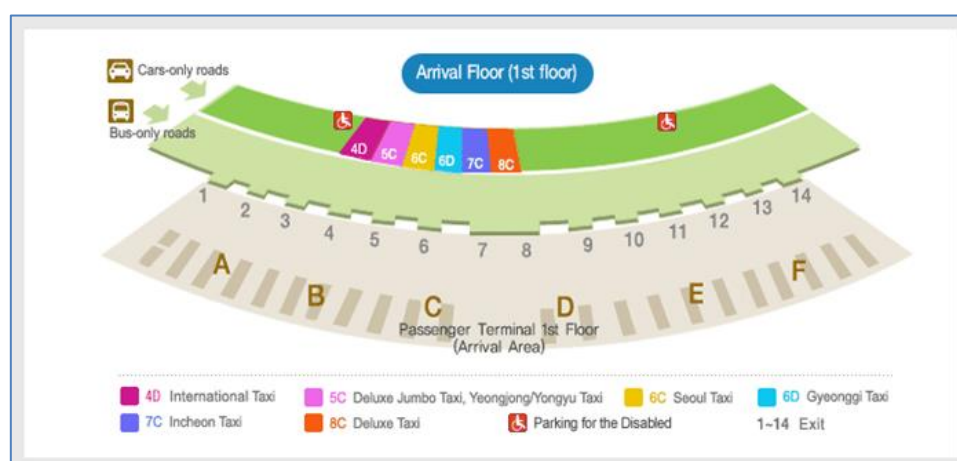 Arrival Floor (1st floor)
Cars-only roads
Bus-only roads
4D 5C 6C 6D 7C 8C
1 2 3 4 5 6 7 8 9 10 11 12 13 14
A B C D E F
Passenger Terminal 1st Floor
(Arrival Area)
4D International Taxi 5C Deluxe Jumbo Taxi, Yeongjong/Yongyu Taxi 6C Seoul Taxi 6D Gyeonggi Taxi
7C Incheon Taxi 8C Deluxe Taxi Parking for the Disabled 1~14 Exit